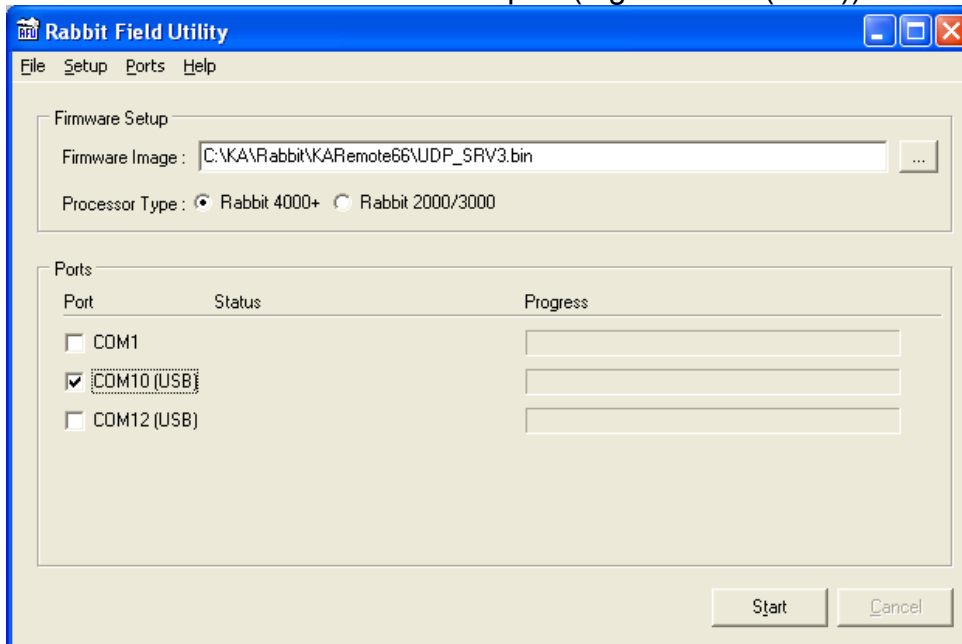 Rabbit Field Utility
File Setup Ports Help
Firmware Setup
Firmware Image : C:\KA\Rabbit\KARemote66\UDP_SRV3.bin ...
Processor Type : Rabbit 4000+ Rabbit 2000/3000
Ports
Port Status Progress
COM1
COM10 (USB)
COM12 (USB)
Start Cancel